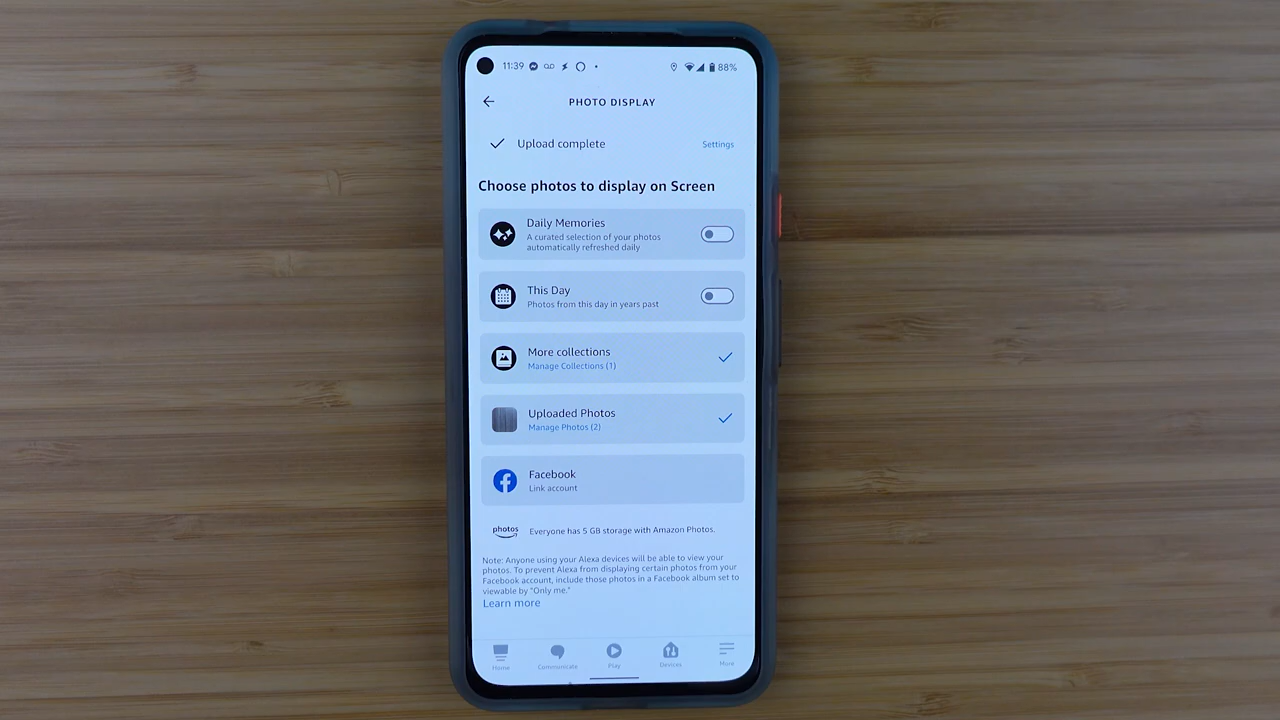 11:39
88%
PHOTO DISPLAY
Upload complete
Settings
Choose photos to display on Screen
Daily Memories
A curated selection of your photos
automatically refreshed daily
This Day
Photos from this day in years past
More collections
Manage Collections (1)
Uploaded Photos
Manage Photos (2)
Facebook
Link account
photos
Everyone has 5 GB storage with Amazon Photos.
Note: Anyone using your Alexa devices will be able to view your
photos. To prevent Alexa from displaying certain photos from your
Facebook account, include those photos in a Facebook album set to
viewable by "Only me."
Learn more
Home
Communicate
Play
Devices
More